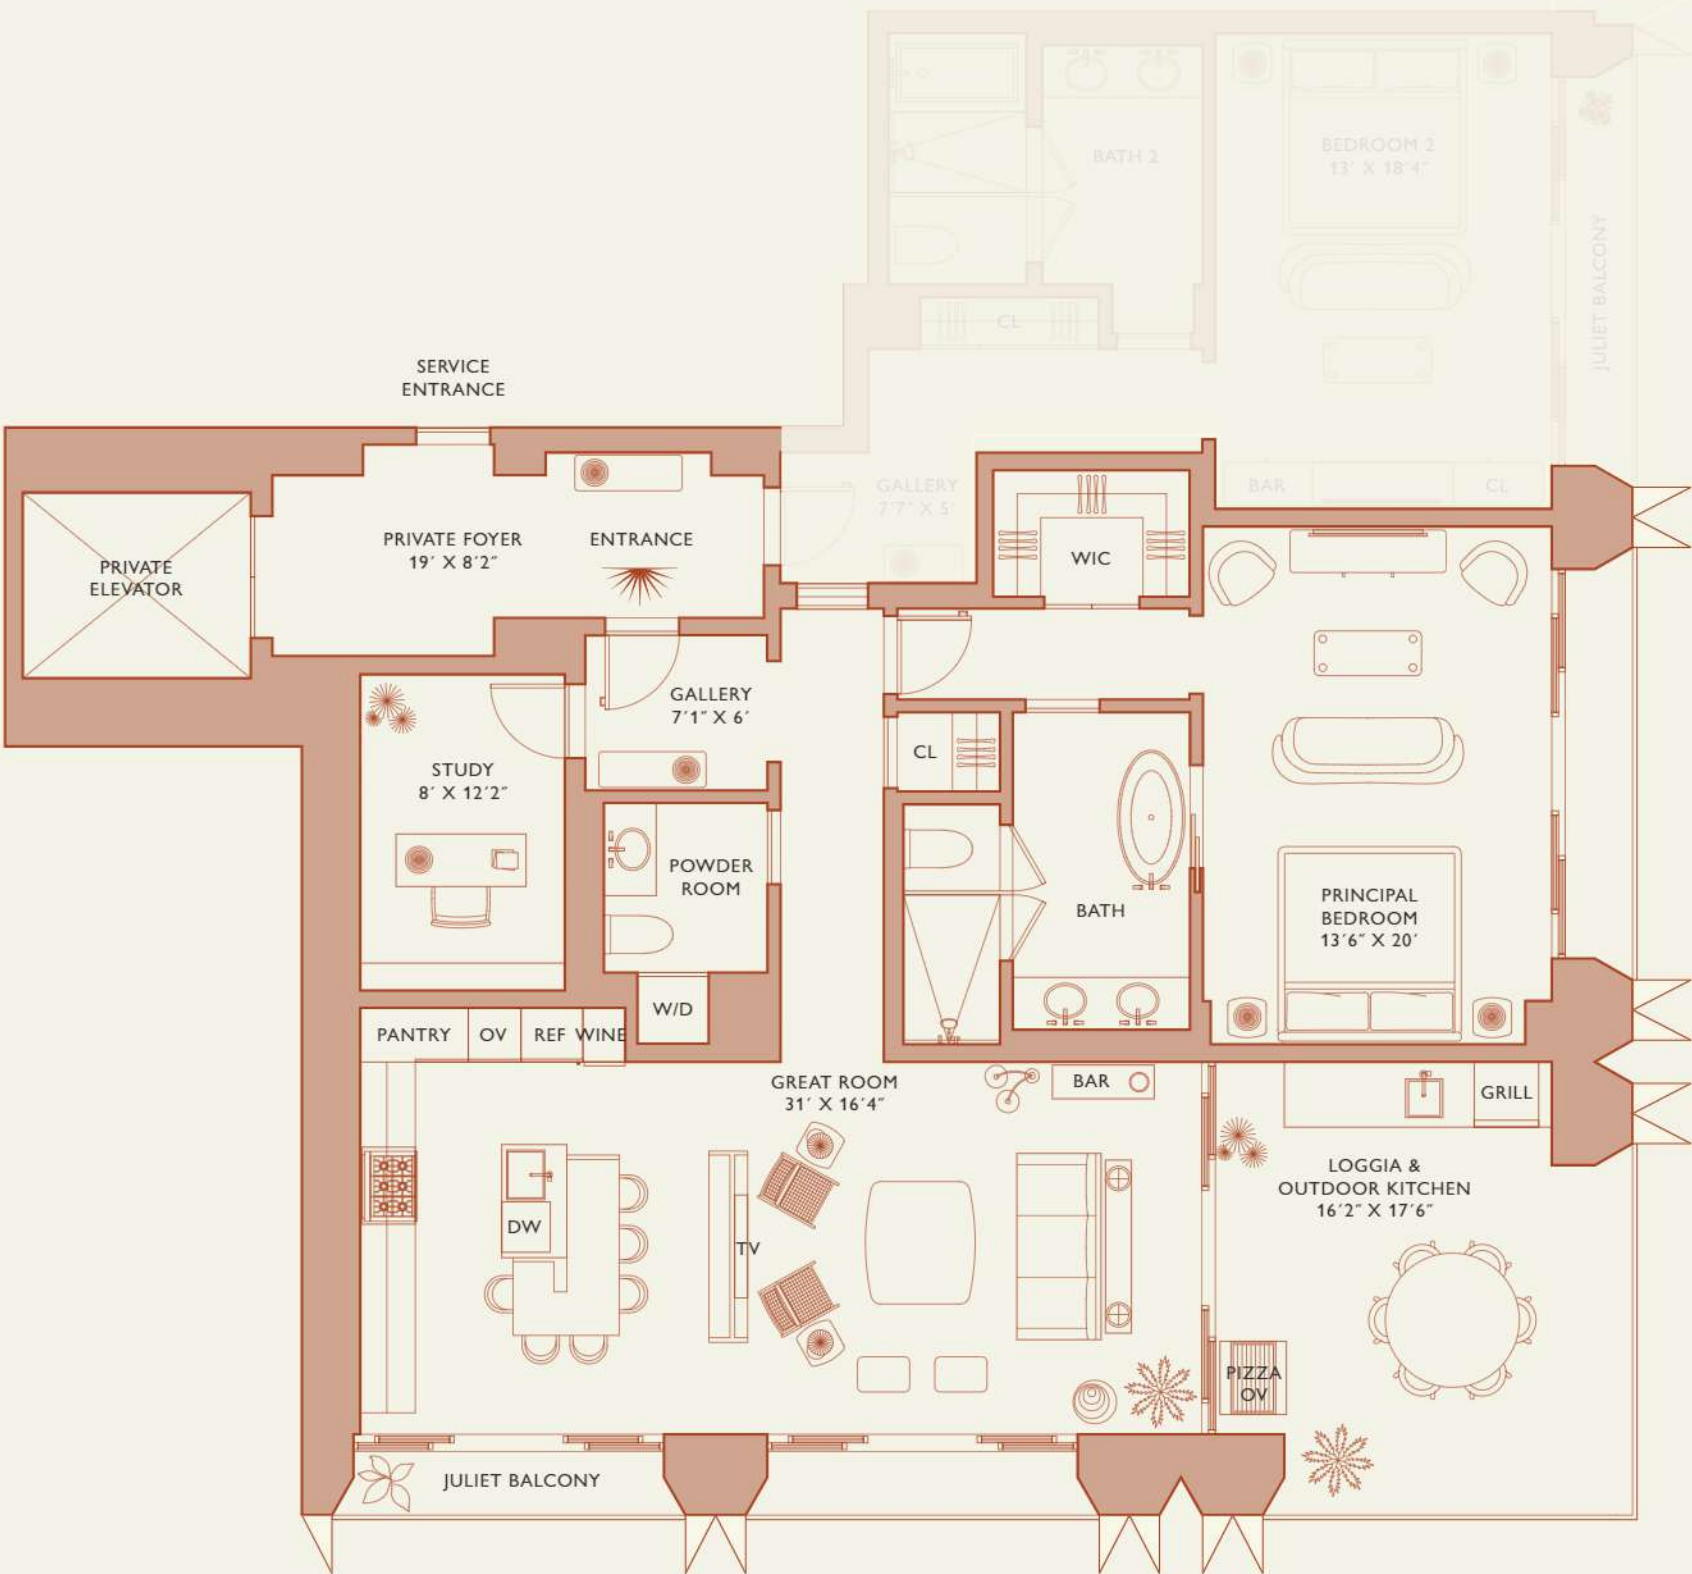 BATH 2
BEDROOM 2
13′ X 18′4″
JULIET BALCONY
CL
SERVICE
ENTRANCE
GALLERY
7′7″ X 5′
BAR
CL
PRIVATE FOYER
19′ X 8′2″
ENTRANCE
WIC
PRIVATE
ELEVATOR
GALLERY
7′1″ X 6′
CL
STUDY
8′ X 12′2″
POWDER
ROOM
BATH
PRINCIPAL
BEDROOM
13′6″ X 20′
W/D
PANTRY
OV
REF
WINE
GREAT ROOM
31′ X 16′4″
BAR
GRILL
LOGGIA &
OUTDOOR KITCHEN
16′2″ X 17′6″
DW
TV
PIZZA
OV
JULIET BALCONY